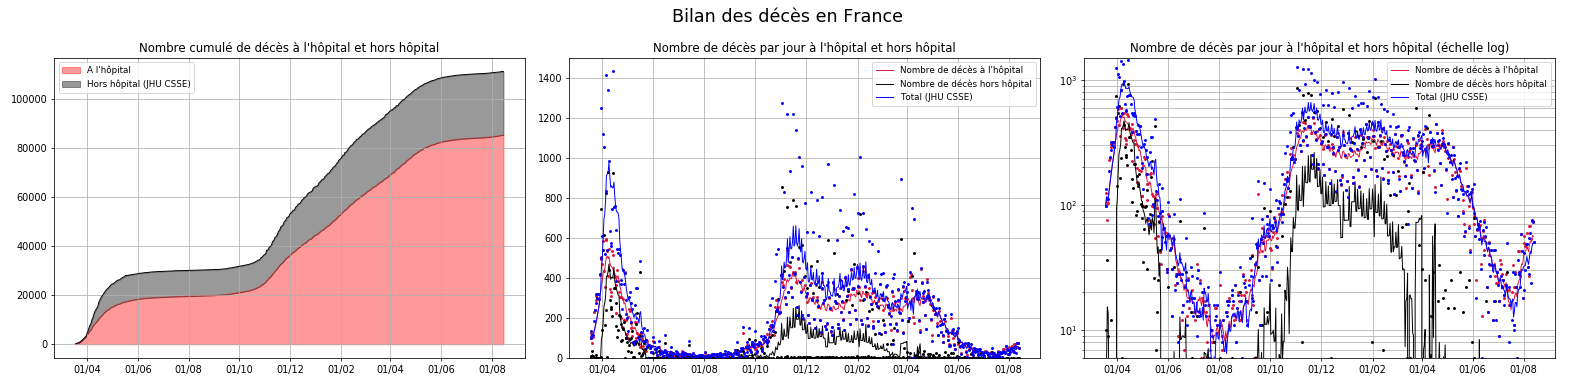 Bilan des décès en France
Nombre cumulé de décès à l'hôpital et hors hôpital
A l'hôpital
Hors hôpital (JHU CSSE)
100000
80000
60000
40000
20000
0
01/04 01/06 01/08 01/10 01/12 01/02 01/04 01/06 01/08
Nombre de décès par jour à l'hôpital et hors hôpital
Nombre de décès à l'hôpital
Nombre de décès hors hôpital
Total (JHU CSSE)
1400
1200
1000
800
600
400
200
0
01/04 01/06 01/08 01/10 01/12 01/02 01/04 01/06 01/08
Nombre de décès par jour à l'hôpital et hors hôpital (échelle log)
Nombre de décès à l'hôpital
Nombre de décès hors hôpital
Total (JHU CSSE)
10³
10²
10¹
01/04 01/06 01/08 01/10 01/12 01/02 01/04 01/06 01/08